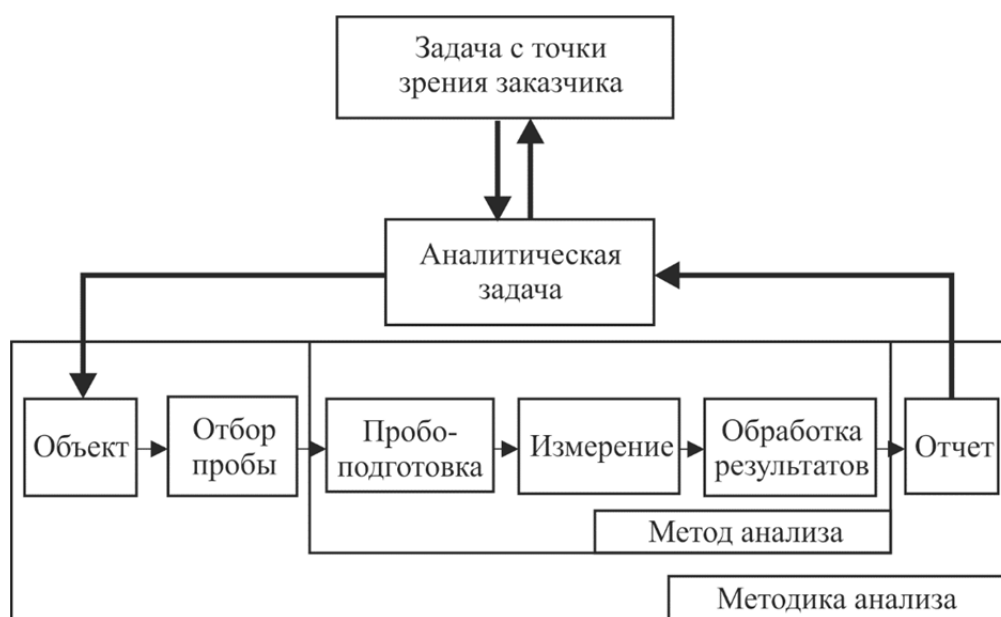 Задача с точки
зрения заказчика
Аналитическая
задача
Объект
Отбор
пробы
Пробо-
подготовка
Измерение
Обработка
результатов
Отчет
Метод анализа
Методика анализа